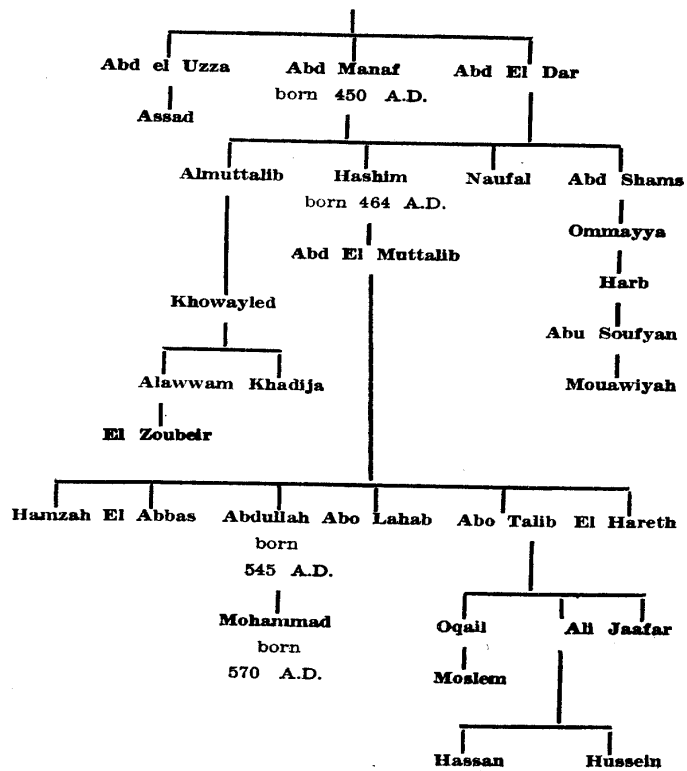 Abd el Uzza Abd Manaf Abd El Dar
born 450 A.D.
Assad
Almuttalib Hashim Naufal Abd Shams
born 464 A.D.
Ommayya
Abd El Muttalib
Harb
Khowayled
Abu Soufyan
Alawwam Khadija Mouawiyah
El Zoubeir
Hamzah El Abbas Abdullah Abo Lahab Abo Talib El Hareth
born
545 A.D.
Mohammad Oqail Ali Jaafar
born
570 A.D. Moslem
Hassan Hussein